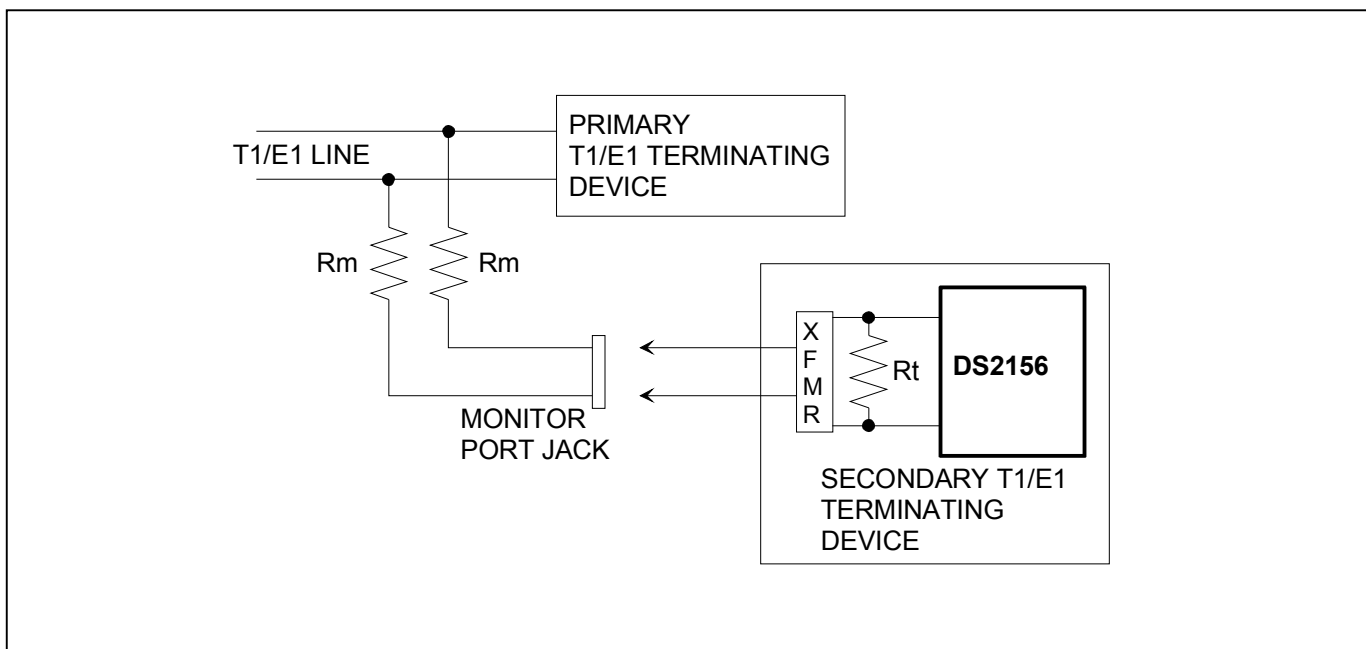 PRIMARY
T1/E1 TERMINATING
DEVICE
T1/E1 LINE
Rm
Rm
MONITOR
PORT JACK
X
F
M
R
Rt
DS2156
SECONDARY T1/E1
TERMINATING
DEVICE